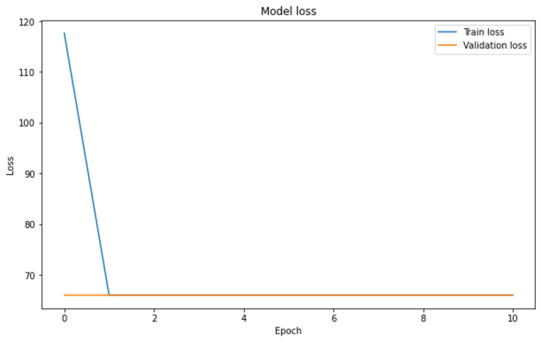 Model loss
120
110
100
90
80
70
Loss
Train loss
Validation loss
0 2 4 6 8 10
Epoch